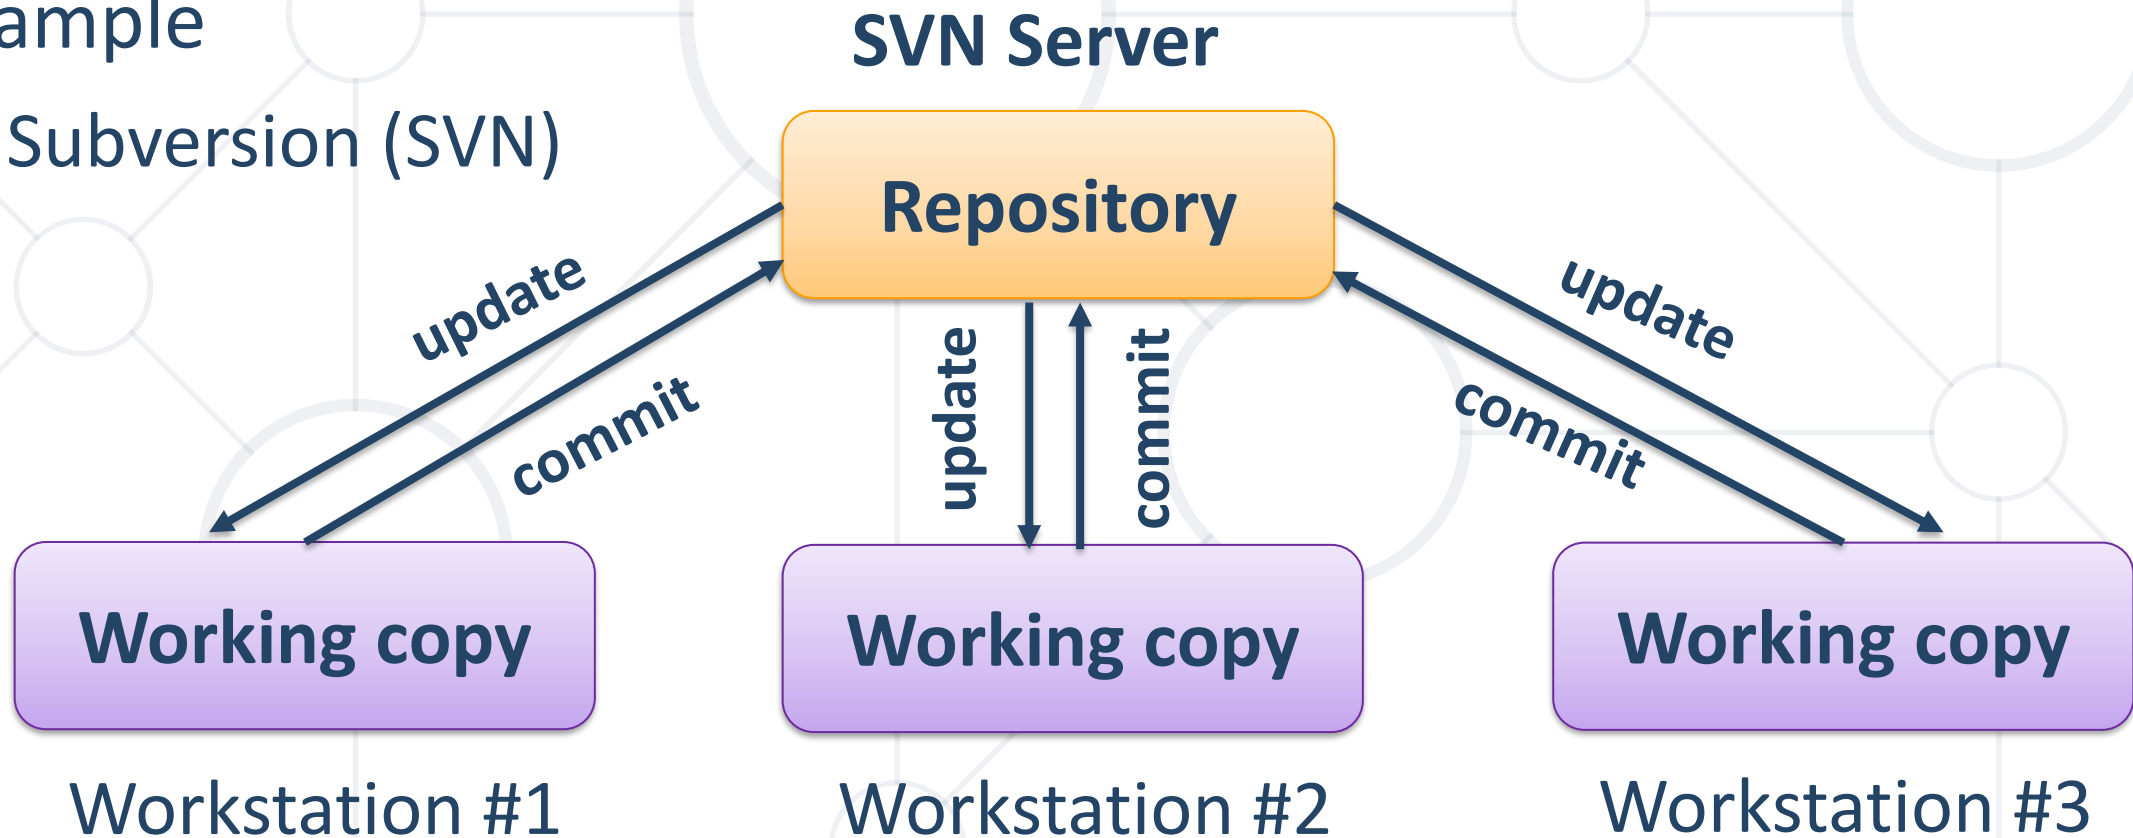 ample
Subversion (SVN)
SVN Server
Repository
update
commit
update
commit
update
commit
Working copy
Working copy
Working copy
Workstation #1
Workstation #2
Workstation #3